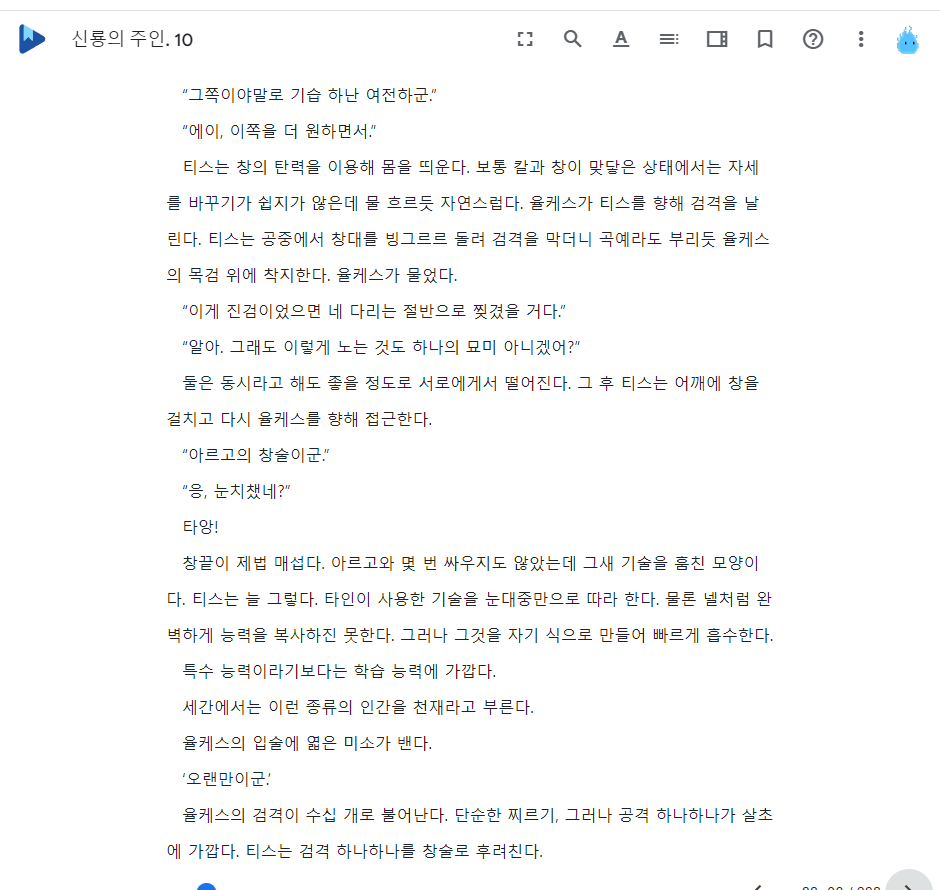 신룡의 주인. 10
“그쪽이야말로 기습 하난 여전하군.”
“에이, 이쪽을 더 원하면서.”
티스는 창의 탄력을 이용해 몸을 띄운다. 보통 칼과 창이 맞닿은 상태에서는 자세
를 바꾸기가 쉽지가 않은데 물 흐르듯 자연스럽다. 율케스가 티스를 향해 검격을 날
린다. 티스는 공중에서 창대를 빙그르르 돌려 검격을 막더니 곡예라도 부리듯 율케스
의 목검 위에 착지한다. 율케스가 물었다.
“이게 진검이었으면 네 다리는 절반으로 찢겼을 거다.”
“알아. 그래도 이렇게 노는 것도 하나의 묘미 아니겠어?”
둘은 동시라고 해도 좋을 정도로 서로에게서 떨어진다. 그 후 티스는 어깨에 창을
걸치고 다시 율케스를 향해 접근한다.
“아르고의 창술이군.”
“응, 눈치챘네?”
타앙!
창끝이 제법 매섭다. 아르고와 몇 번 싸우지도 않았는데 그새 기술을 훔친 모양이
다. 티스는 늘 그렇다. 타인이 사용한 기술을 눈대중만으로 따라 한다. 물론 넬처럼 완
벽하게 능력을 복사하진 못한다. 그러나 그것을 자기 식으로 만들어 빠르게 흡수한다.
특수 능력이라기보다는 학습 능력에 가깝다.
세간에서는 이런 종류의 인간을 천재라고 부른다.
율케스의 입술에 엷은 미소가 밴다.
‘오랜만이군.’
율케스의 검격이 수십 개로 불어난다. 단순한 찌르기, 그러나 공격 하나하나가 살초
에 가깝다. 티스는 검격 하나하나를 창술로 후려친다.